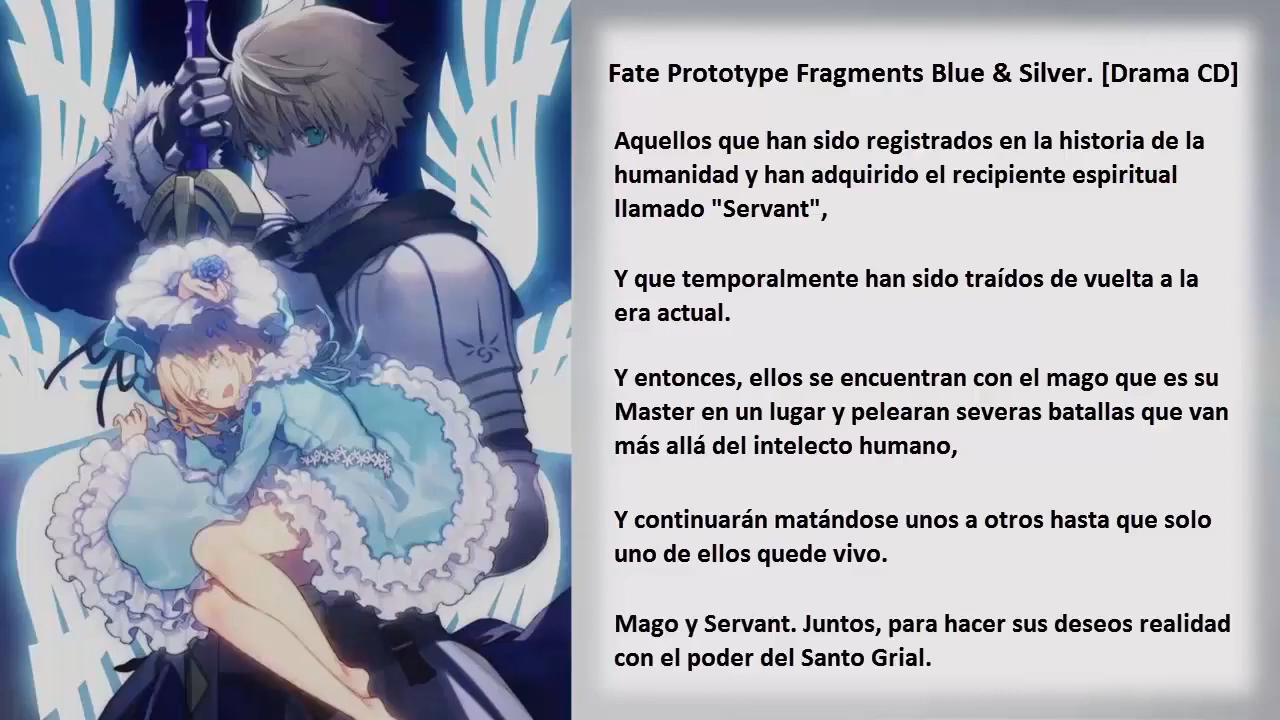 Fate Prototype Fragments Blue & Silver. [Drama CD]
Aquellos que han sido registrados en la historia de la
humanidad y han adquirido el recipiente espiritual
llamado "Servant",
Y que temporalmente han sido traídos de vuelta a la
era actual.
Y entonces, ellos se encuentran con el mago que es su
Master en un lugar y pelearan severas batallas que van
más allá del intelecto humano,
Y continuarán matándose unos a otros hasta que solo
uno de ellos quede vivo.
Mago y Servant. Juntos, para hacer sus deseos realidad
con el poder del Santo Grial.